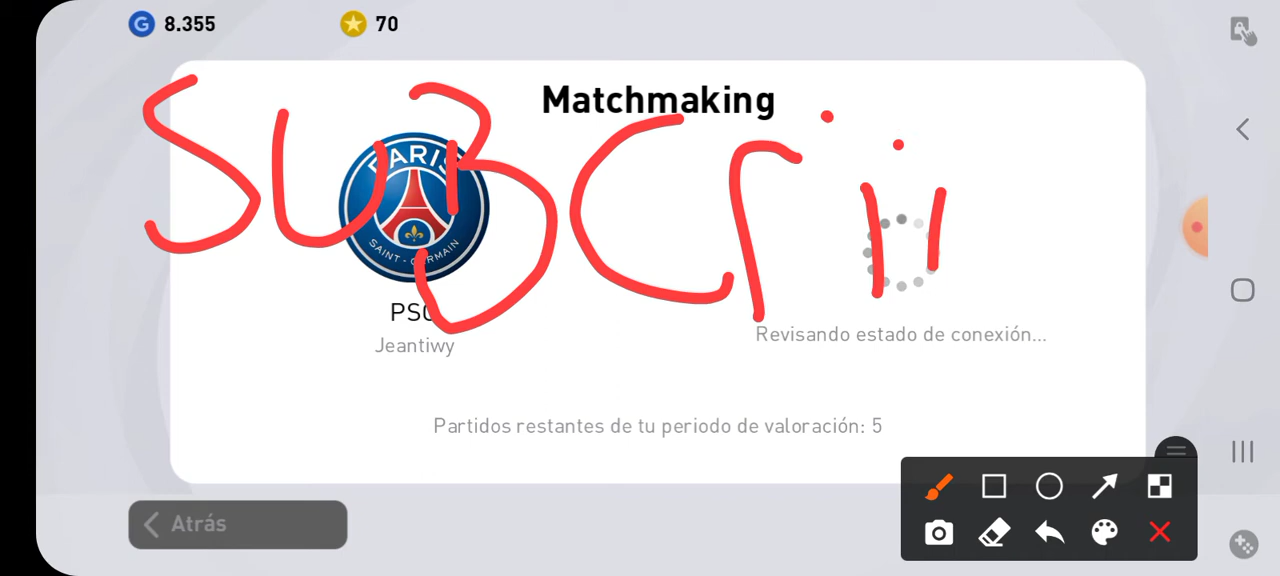 8.355 70
Matchmaking
SUBCrii
PARIS
SAINT-GERMAIN
PSG
Jeantiwy
Revisando estado de conexión...
Partidos restantes de tu periodo de valoración: 5
Atrás